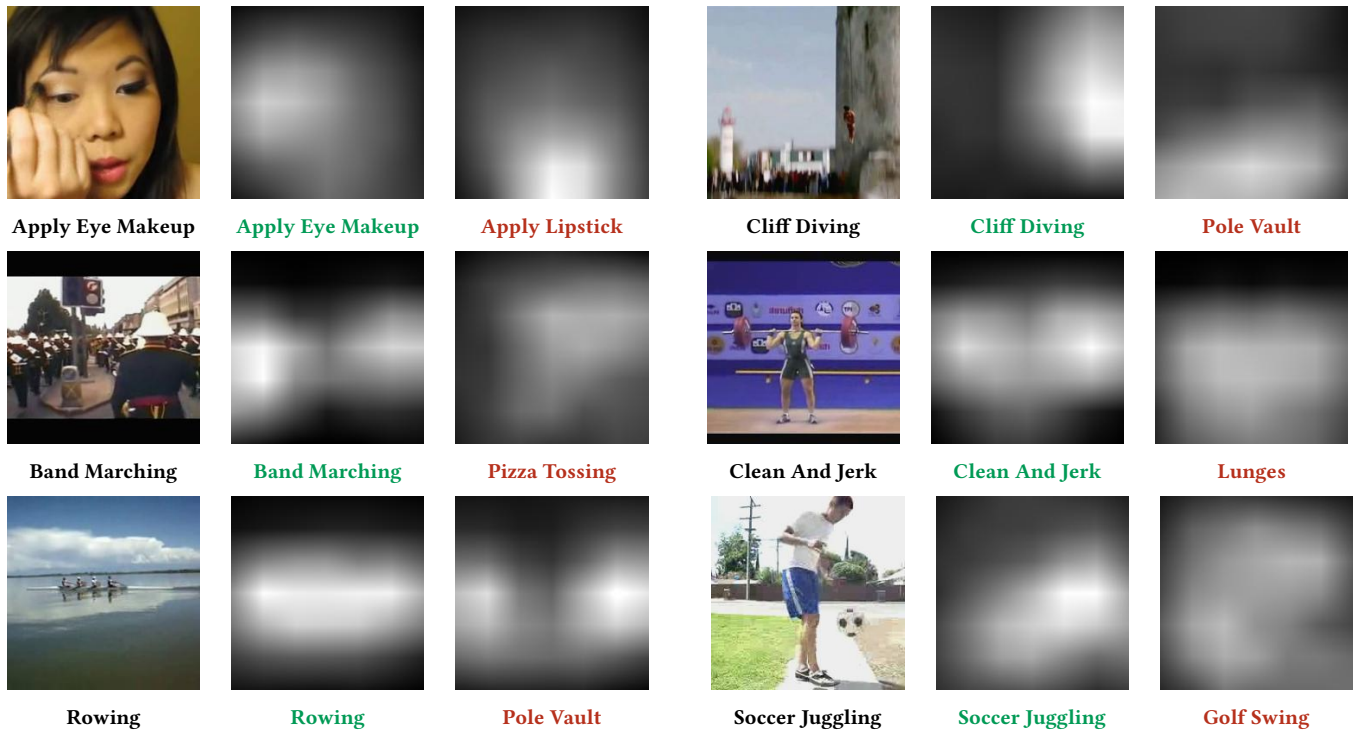 Apply Eye Makeup Apply Eye Makeup Apply Lipstick Cliff Diving Cliff Diving Pole Vault
Band Marching Band Marching Pizza Tossing Clean And Jerk Clean And Jerk Lunges
Rowing Rowing Pole Vault Soccer Juggling Soccer Juggling Golf Swing